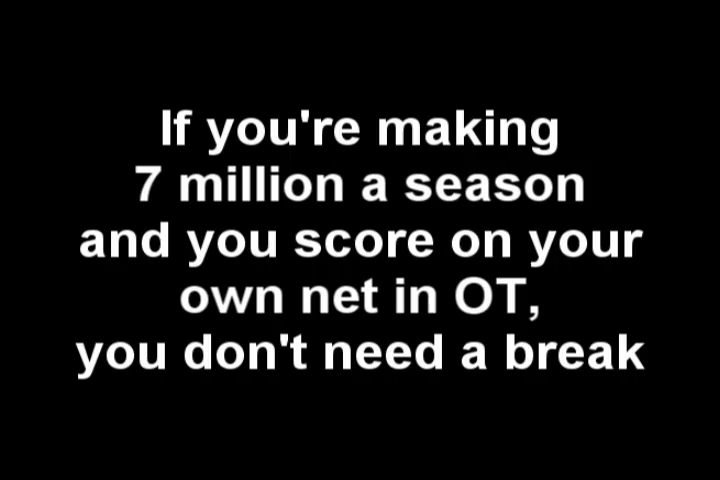 If you're making
7 million a season
and you score on your
own net in OT,
you don't need a break